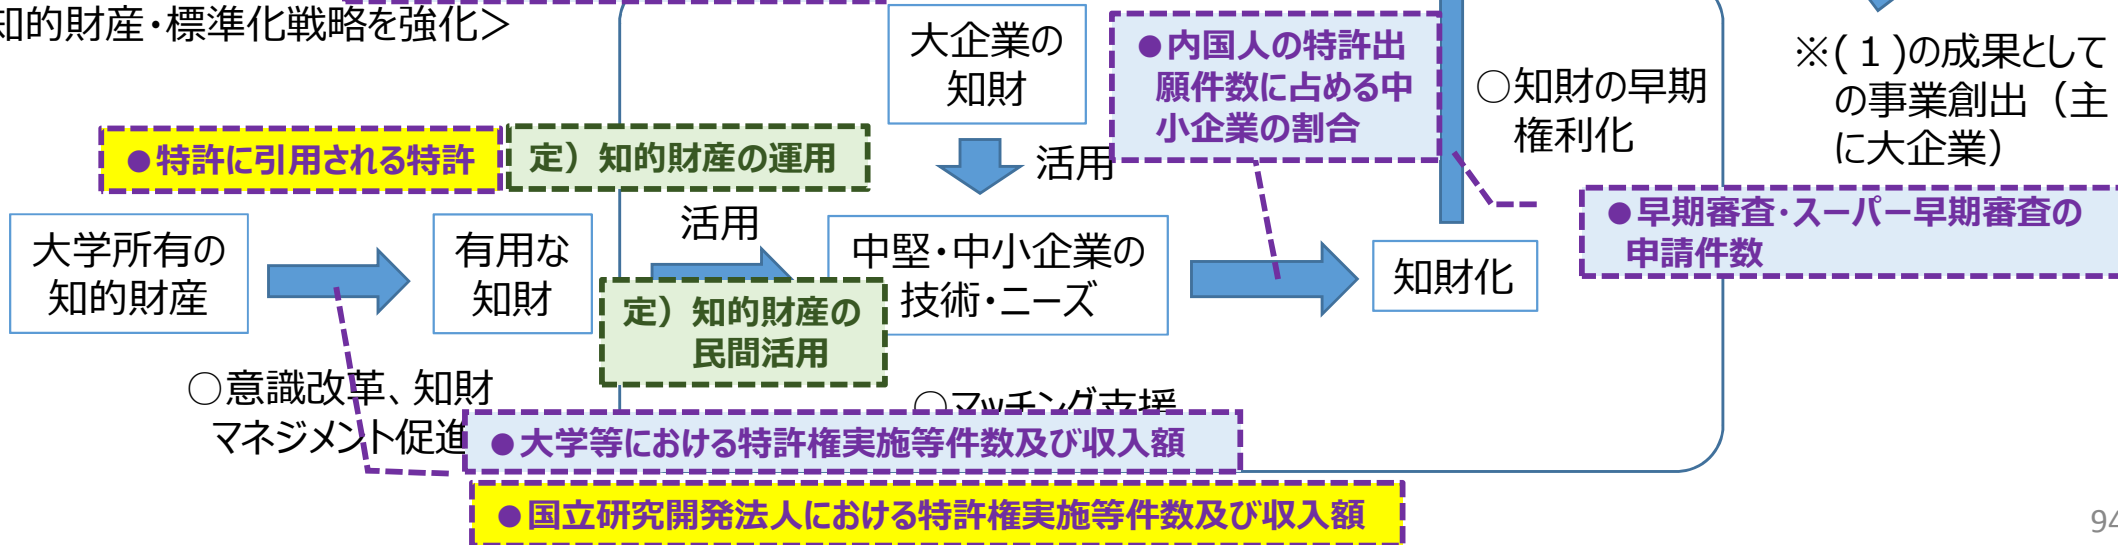 知的財産・標準化戦略を強化＞
大企業の
知財
●内国人の特許出
願件数に占める中
小企業の割合
○知財の早期
権利化
※(１)の成果として
の事業創出（主
に大企業）
●特許に引用される特許
定）知的財産の運用
活用
●早期審査・スーパー早期審査の
申請件数
大学所有の
知的財産
有用な
知財
活用
中堅・中小企業の
技術・ニーズ
知財化
定）知的財産の
民間活用
○意識改革、知財
マネジメント促進
○マッチング支援
●大学等における特許権実施等件数及び収入額
●国立研究開発法人における特許権実施等件数及び収入額
94